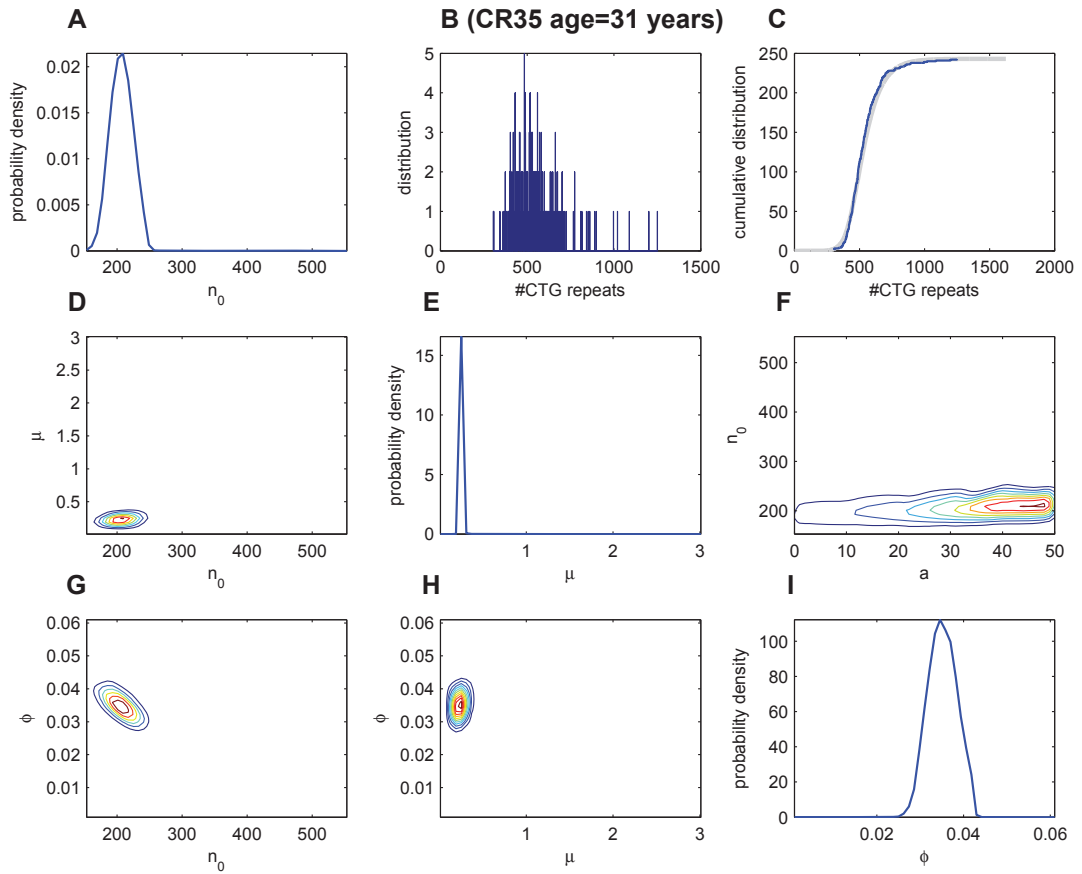 A
B (CR35 age=31 years)
C
probability density
0.02
0.015
0.01
0.005
0
200 300 400 500
n0
distribution
5
4
3
2
1
0
0 500 1000 1500
#CTG repeats
cumulative distribution
250
200
150
100
50
0
0 500 1000 1500 2000
#CTG repeats
D
E
F
μ
3
2.5
2
1.5
1
0.5
200 300 400 500
n0
probability density
15
10
5
0
1 2 3
μ
n0
500
400
300
200
0 10 20 30 40 50
a
G
H
I
ϕ
0.06
0.05
0.04
0.03
0.02
0.01
200 300 400 500
n0
ϕ
0.06
0.05
0.04
0.03
0.02
0.01
1 2 3
μ
probability density
100
80
60
40
20
0
0.02 0.04 0.06
ϕ